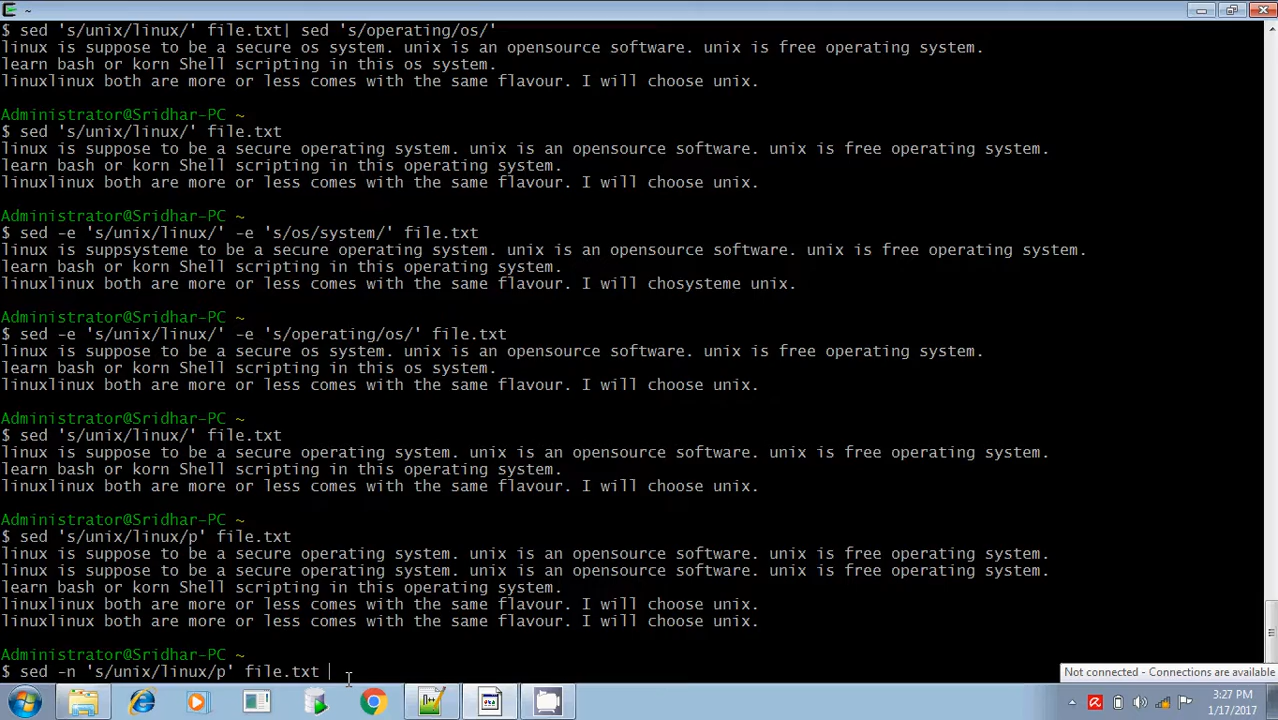 ~
$ sed 's/unix/linux/' file.txt| sed 's/operating/os/'
linux is suppose to be a secure os system. unix is an opensource software. unix is free operating system.
learn bash or korn Shell scripting in this os system.
linuxlinux both are more or less comes with the same flavour. I will choose unix.
Administrator@Sridhar-PC ~
$ sed 's/unix/linux/' file.txt
linux is suppose to be a secure operating system. unix is an opensource software. unix is free operating system.
learn bash or korn Shell scripting in this operating system.
linuxlinux both are more or less comes with the same flavour. I will choose unix.
Administrator@Sridhar-PC ~
$ sed -e 's/unix/linux/' -e 's/os/system/' file.txt
linux is suppsysteme to be a secure operating system. unix is an opensource software. unix is free operating system.
learn bash or korn Shell scripting in this operating system.
linuxlinux both are more or less comes with the same flavour. I will chosysteme unix.
Administrator@Sridhar-PC ~
$ sed -e 's/unix/linux/' -e 's/operating/os/' file.txt
linux is suppose to be a secure os system. unix is an opensource software. unix is free operating system.
learn bash or korn Shell scripting in this os system.
linuxlinux both are more or less comes with the same flavour. I will choose unix.
Administrator@Sridhar-PC ~
$ sed 's/unix/linux/' file.txt
linux is suppose to be a secure operating system. unix is an opensource software. unix is free operating system.
learn bash or korn Shell scripting in this operating system.
linuxlinux both are more or less comes with the same flavour. I will choose unix.
Administrator@Sridhar-PC ~
$ sed 's/unix/linux/p' file.txt
linux is suppose to be a secure operating system. unix is an opensource software. unix is free operating system.
linux is suppose to be a secure operating system. unix is an opensource software. unix is free operating system.
learn bash or korn Shell scripting in this operating system.
linuxlinux both are more or less comes with the same flavour. I will choose unix.
linuxlinux both are more or less comes with the same flavour. I will choose unix.
Administrator@Sridhar-PC ~
$ sed -n 's/unix/linux/p' file.txt
Not connected - Connections are available
3:27 PM
1/17/2017